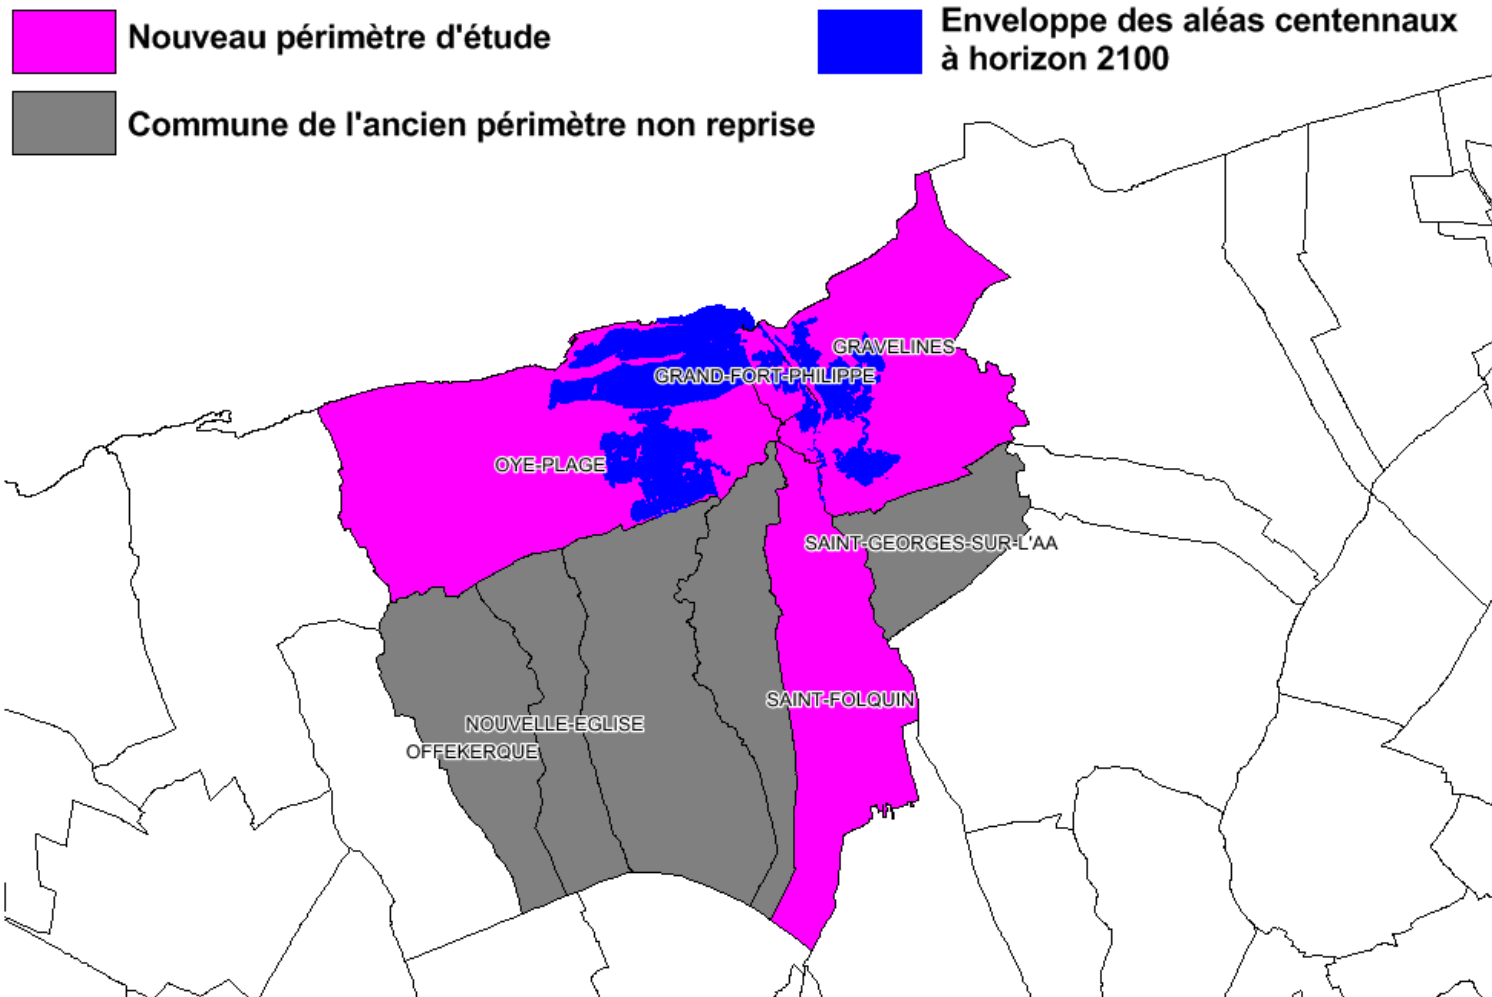 Nouveau périmètre d'étude
Enveloppe des aléas centennaux
à horizon 2100
Commune de l'ancien périmètre non reprise
GRAVELINES
GRAND-FORT-PHILIPPE
OYE-PLAGE
SAINT-GEORGES-SUR-L'AA
SAINT-FOLQUIN
NOUVELLE-EGLISE
OFFEKERQUE